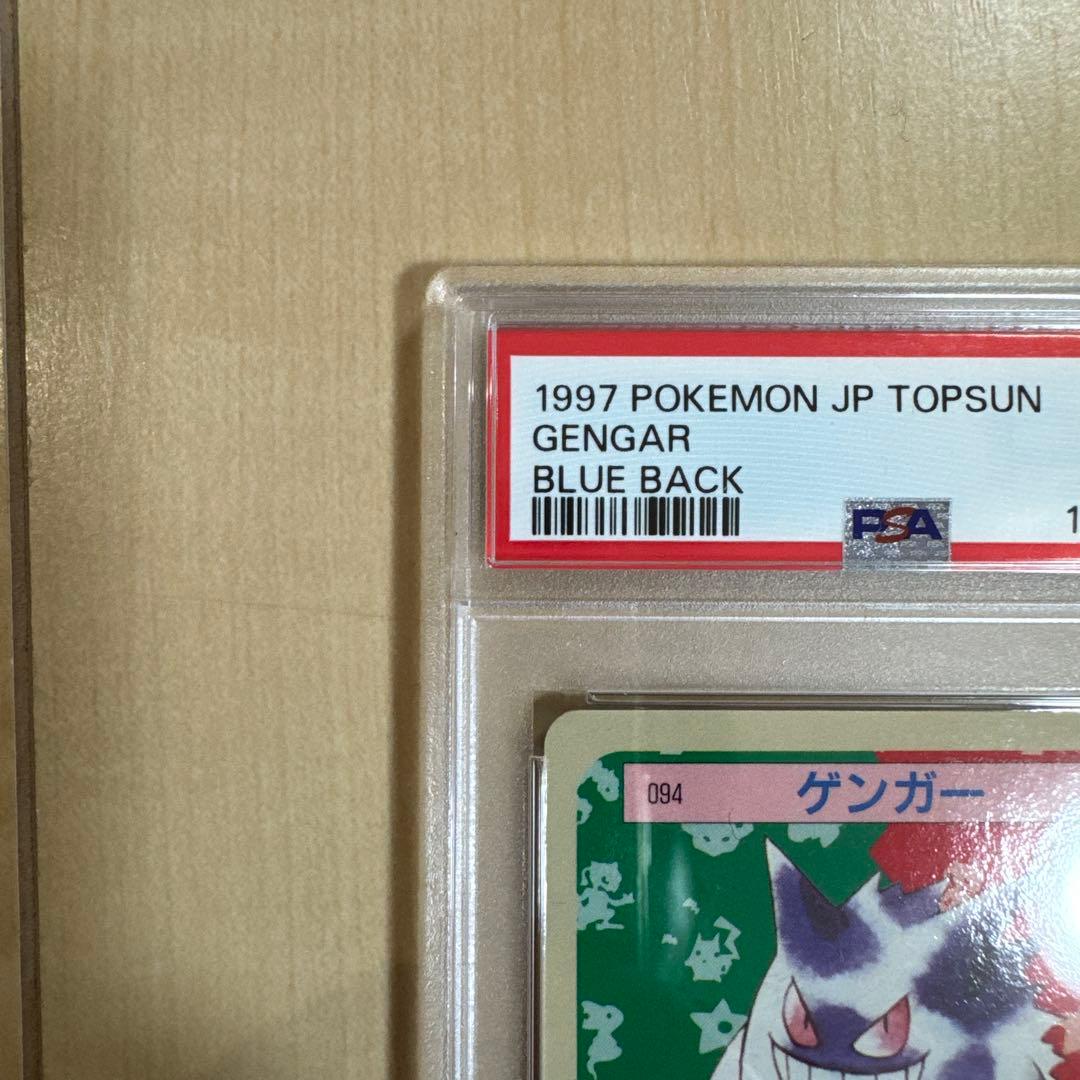 1997 POKEMON JP TOPSUN
GENGAR
BLUE BACK
PSA
094 ゲンガー